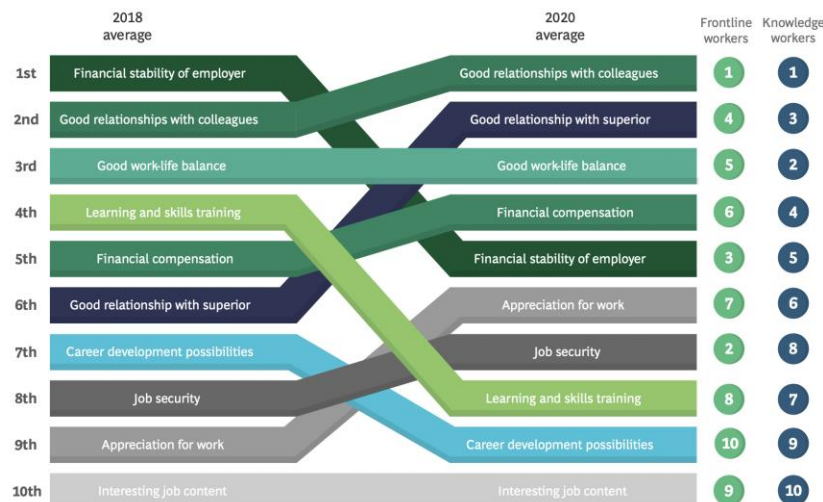 2018
average
2020
average
Frontline
workers
Knowledge
workers
1st
Financial stability of employer
Good relationships with colleagues
1
1
2nd
Good relationships with colleagues
Good relationship with superior
4
3
3rd
Good work-life balance
Good work-life balance
5
2
4th
Learning and skills training
Financial compensation
6
4
5th
Financial compensation
Financial stability of employer
3
5
6th
Good relationship with superior
Appreciation for work
7
6
7th
Career development possibilities
Job security
2
8
8th
Job security
Learning and skills training
8
7
9th
Appreciation for work
Career development possibilities
10
9
10th
Interesting job content
Interesting job content
9
10